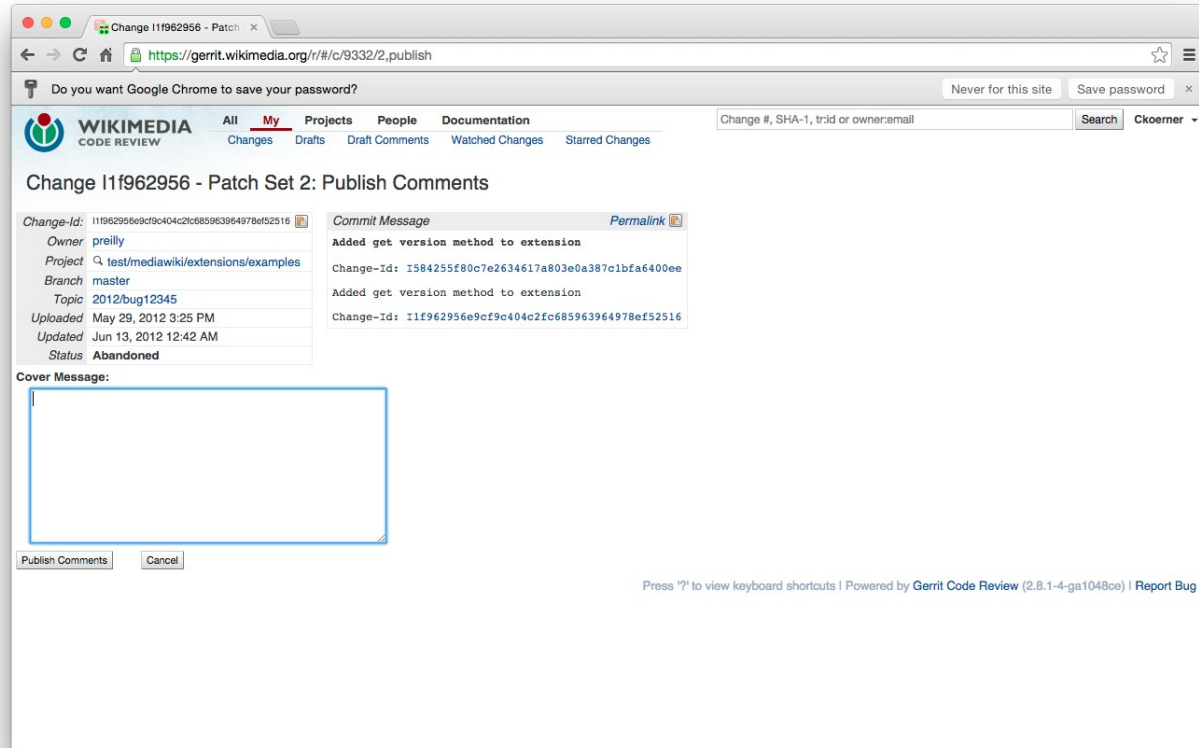 Change I1f962956 - Patch
https://gerrit.wikimedia.org/r/#/c/9332/2,publish
Do you want Google Chrome to save your password? Never for this site Save password
WIKIMEDIA
CODE REVIEW
All My Projects People Documentation
Changes Drafts Draft Comments Watched Changes Starred Changes
Change #, SHA-1, tr:id or owner:email Search Ckoerner
Change I1f962956 - Patch Set 2: Publish Comments
Change-Id: I1f962956e9cf9c404c2fc685963964978ef52516
Owner preilly
Project test/mediawiki/extensions/examples
Branch master
Topic 2012/bug12345
Uploaded May 29, 2012 3:25 PM
Updated Jun 13, 2012 12:42 AM
Status Abandoned
Commit Message Permalink
Added get version method to extension
Change-Id: I584255f80c7e2634617a803e0a387c1bfa6400ee
Added get version method to extension
Change-Id: I1f962956e9cf9c404c2fc685963964978ef52516
Cover Message:
Publish Comments Cancel
Press '?' to view keyboard shortcuts | Powered by Gerrit Code Review (2.8.1-4-ga1048ce) | Report Bug